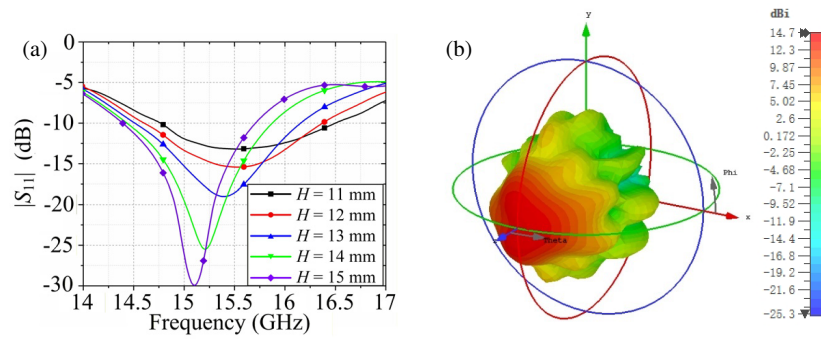 (a)
|S11| (dB)
0
-5
-10
-15
-20
-25
-30
14
14.5
15
15.5
16
16.5
17
Frequency (GHz)
H = 11 mm
H = 12 mm
H = 13 mm
H = 14 mm
H = 15 mm
(b)
y
x
Phi
Theta
dBi
14.7
12.3
9.87
7.45
5.02
2.6
0.172
-2.25
-4.67
-7.1
-9.52
-11.9
-14.4
-16.8
-19.2
-21.6
-25.3